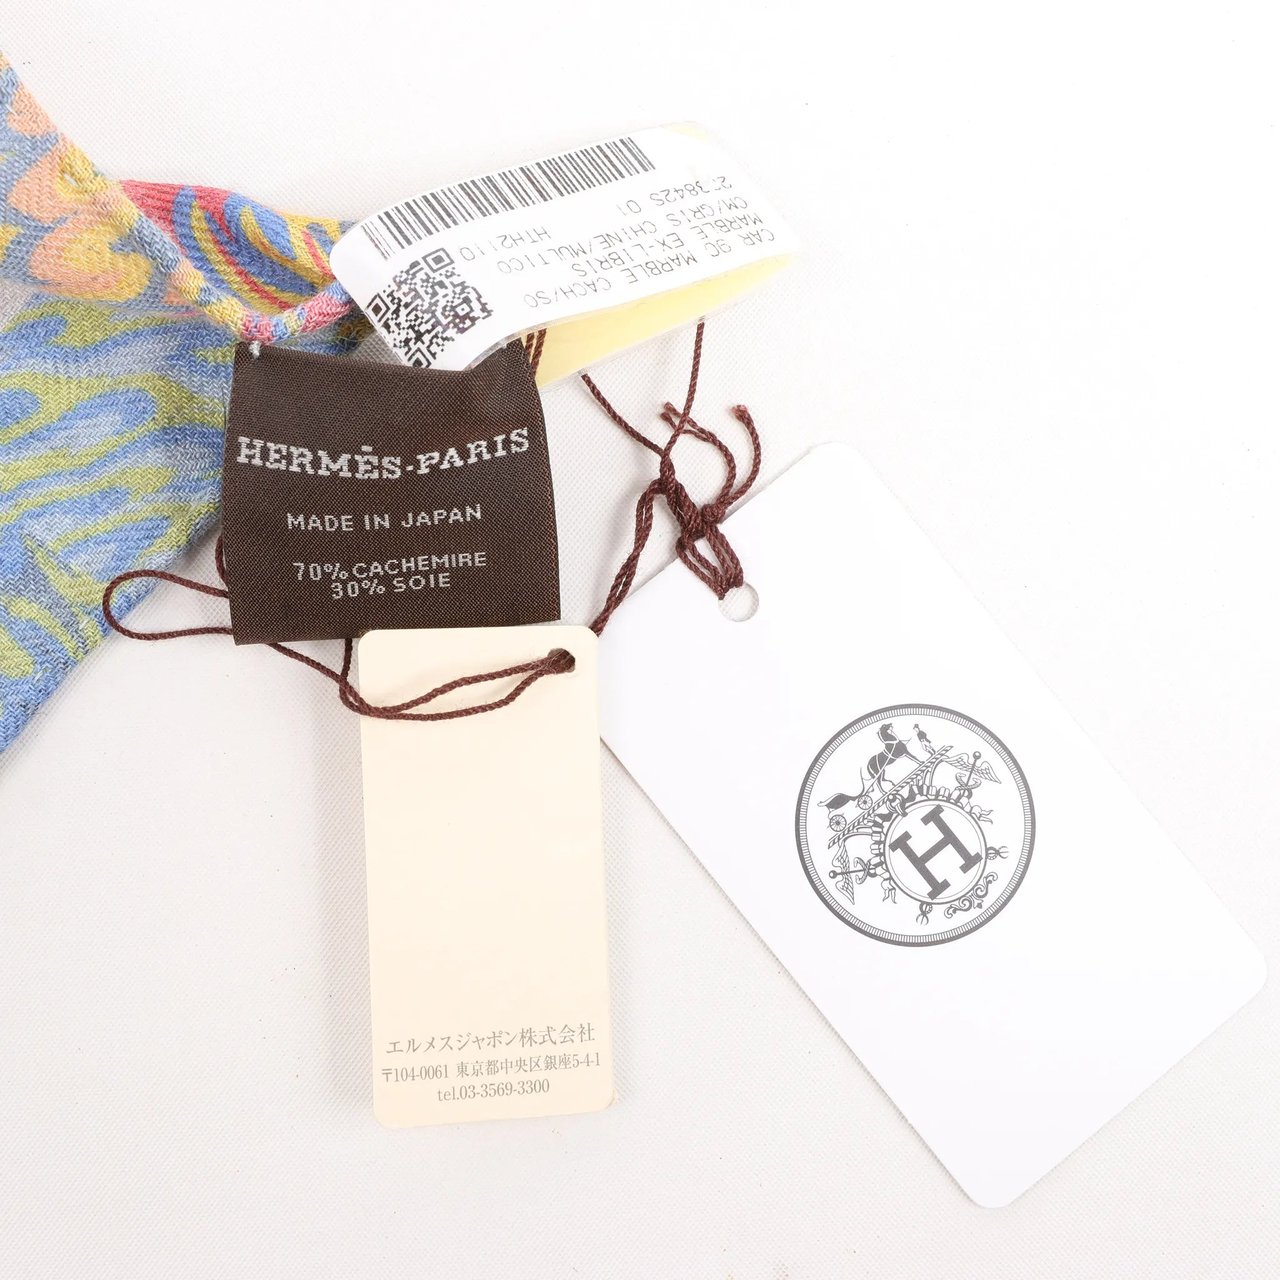 CAR 90 MARBLE CACH/SO
MARBLE EX-LIBRIS
CM/GRIS CHINE/MULTICO
01
HTH2110
HERMÈS-PARIS
MADE IN JAPAN
70% CACHEMIRE
30% SOIE
エルメスジャポン株式会社
〒104-0061 東京都中央区銀座5-4-1
tel.03-3569-3300
H